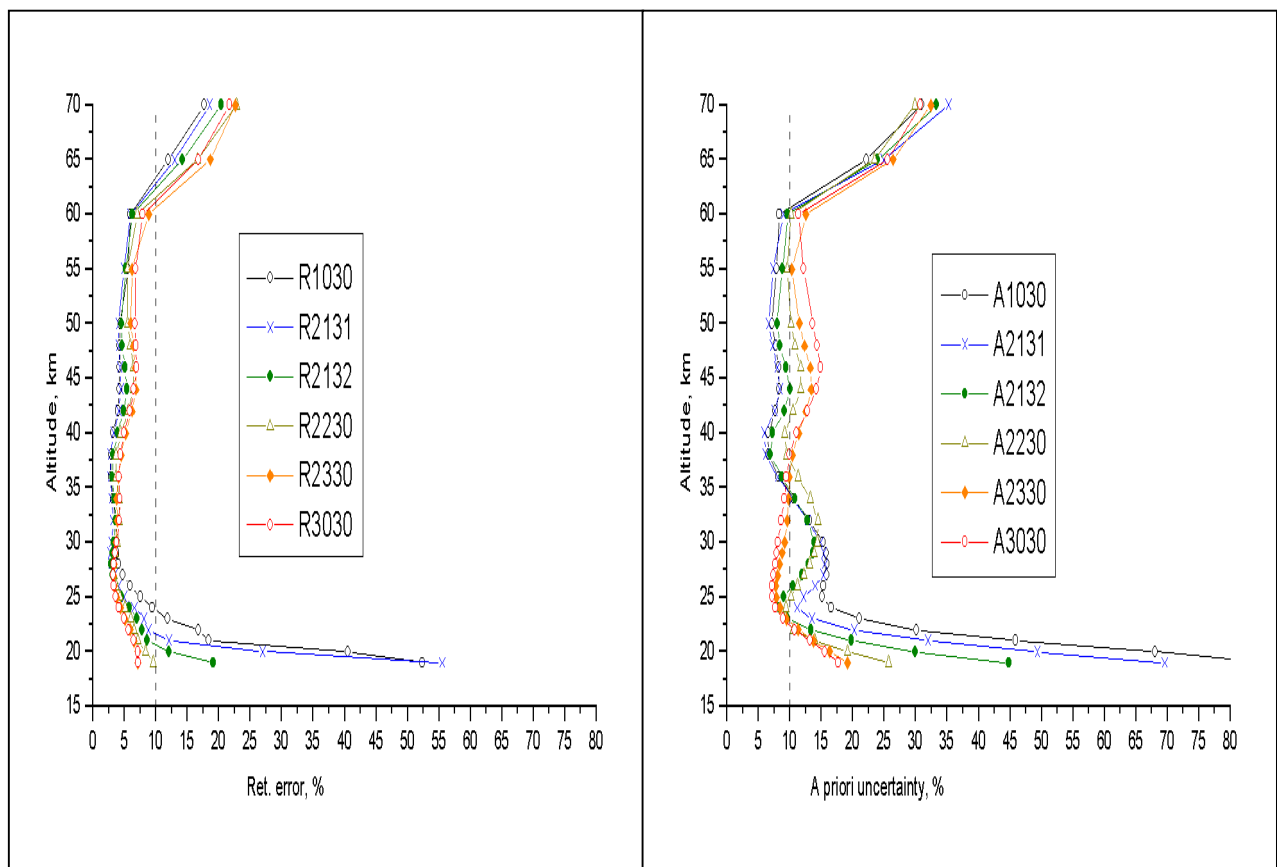 70
65
60
55
50
45
40
35
30
25
20
15
Altitude, km
R1030
R2131
R2132
R2230
R2330
R3030
0 5 10 15 20 25 30 35 40 45 50 55 60 65 70 75 80
Ret. error, %
70
65
60
55
50
45
40
35
30
25
20
15
Altitude, km
A1030
A2131
A2132
A2230
A2330
A3030
0 5 10 15 20 25 30 35 40 45 50 55 60 65 70 75 80
A priori uncertainty, %